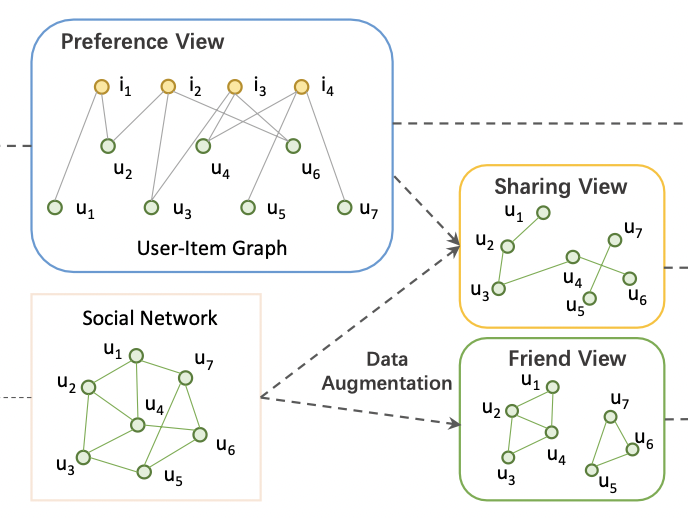 Preference View
i1 i2 i3 i4
u2 u4 u6
u1 u3 u5 u7
User-Item Graph
Sharing View
u1
u7
u2
u4
u3
u6
u5
Social Network
u1
u7
u2
u4
u6
u3
u5
Data
Augmentation
Friend View
u1
u7
u2
u6
u4
u3
u5